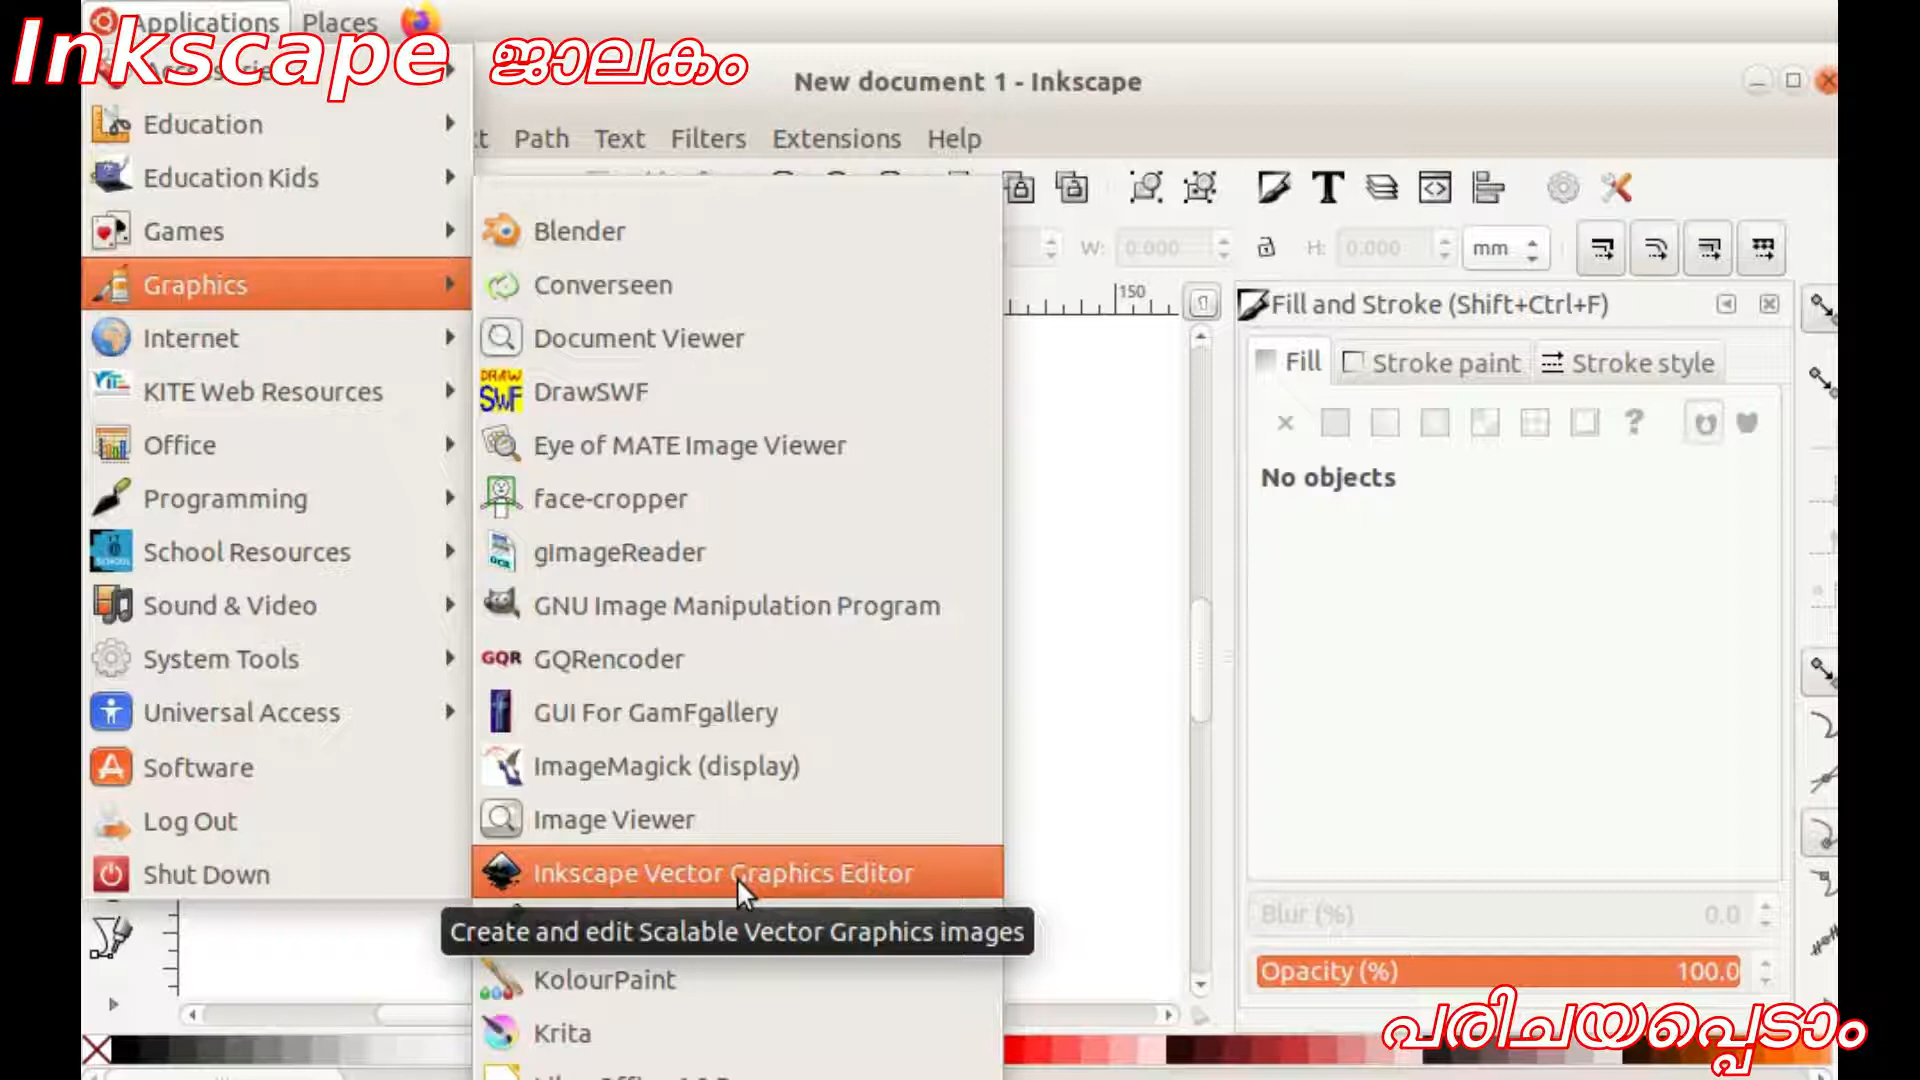 Applications Places
Inkscape ജാലകം
New document 1 - Inkscape
Education
Path Text Filters Extensions Help
Education Kids
Games
Blender
W: 0.000 H: 0.000 mm
Graphics
Converseen
150
Fill and Stroke (Shift+Ctrl+F)
Internet
Document Viewer
Fill Stroke paint Stroke style
KITE Web Resources
DrawSWF
Office
Eye of MATE Image Viewer
No objects
Programming
face-cropper
School Resources
gImageReader
Sound & Video
GNU Image Manipulation Program
System Tools
GQR GQRencoder
Universal Access
GUI For GamFgallery
Software
ImageMagick (display)
Log Out
Image Viewer
Shut Down
Inkscape Vector Graphics Editor
Create and edit Scalable Vector Graphics images
Blur (%) 0.0
KolourPaint
Opacity (%) 100.0
Krita
പരിചയപ്പെടാം